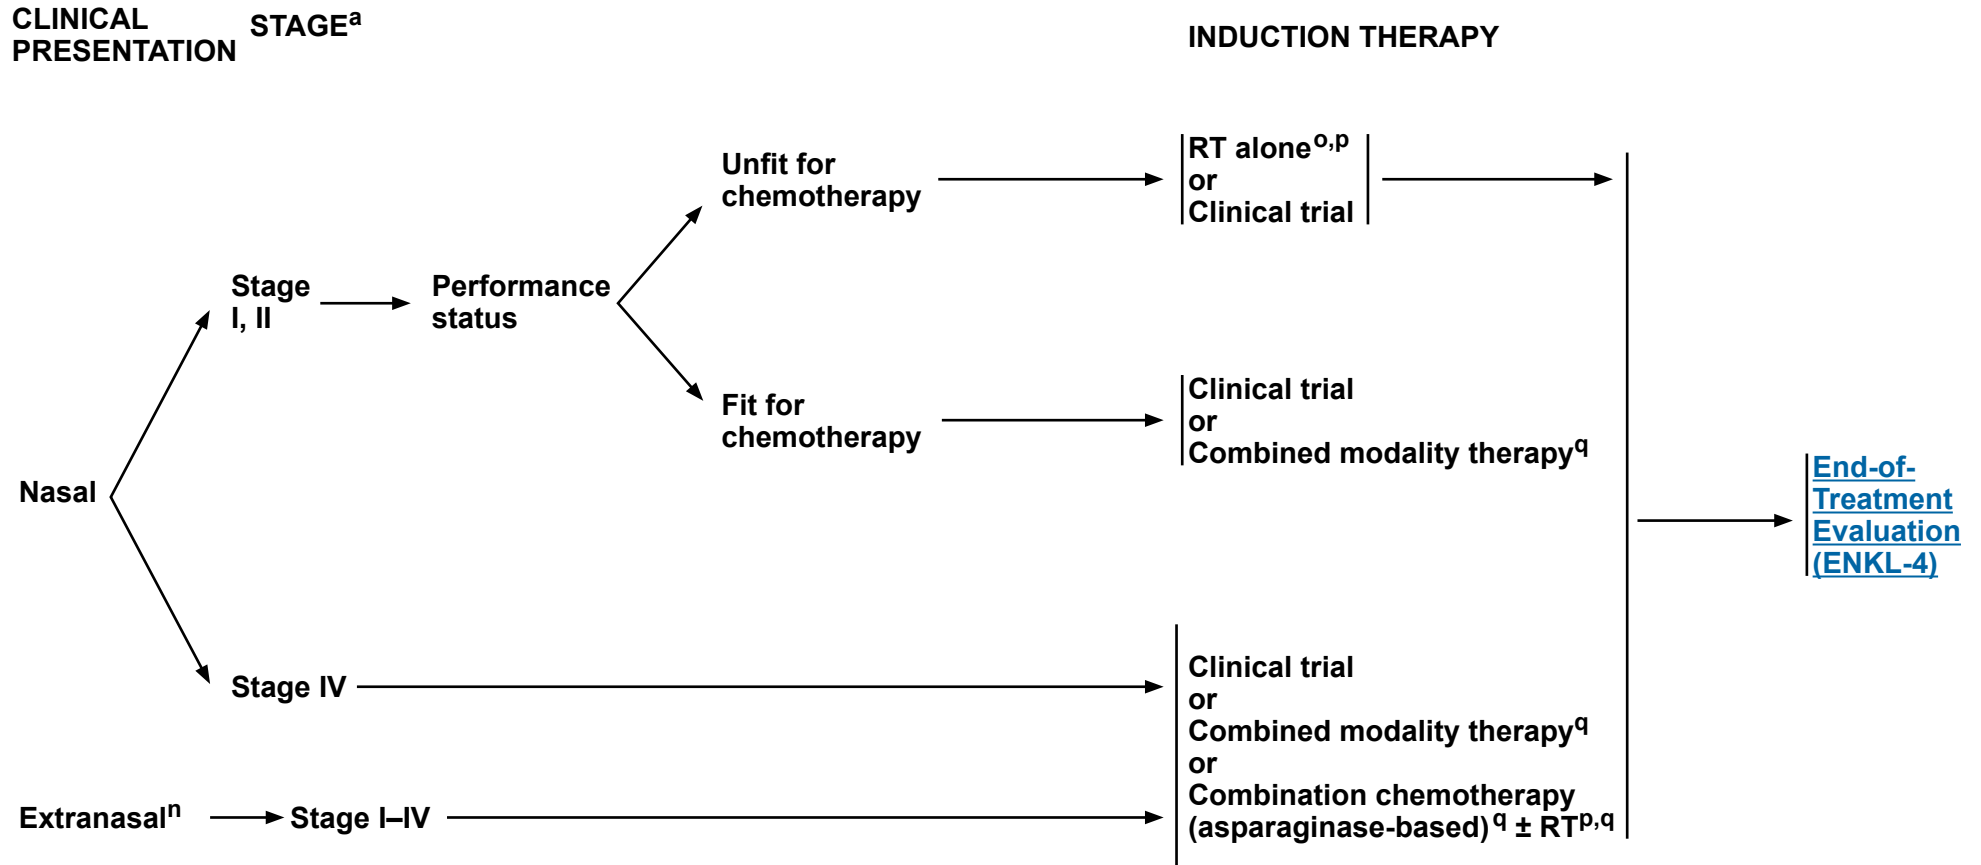 CLINICAL
PRESENTATION
STAGEa
INDUCTION THERAPY
Unfit for
chemotherapy
RT aloneo,p
or
Clinical trial
Stage
I, II
Performance
status
Fit for
chemotherapy
Clinical trial
or
Combined modality therapyq
Nasal
End-of-
Treatment
Evaluation
(ENKL-4)
Stage IV
Clinical trial
or
Combined modality therapyq
or
Combination chemotherapy
(asparaginase-based)q ± RTp,q
Extranasaln
Stage I–IV